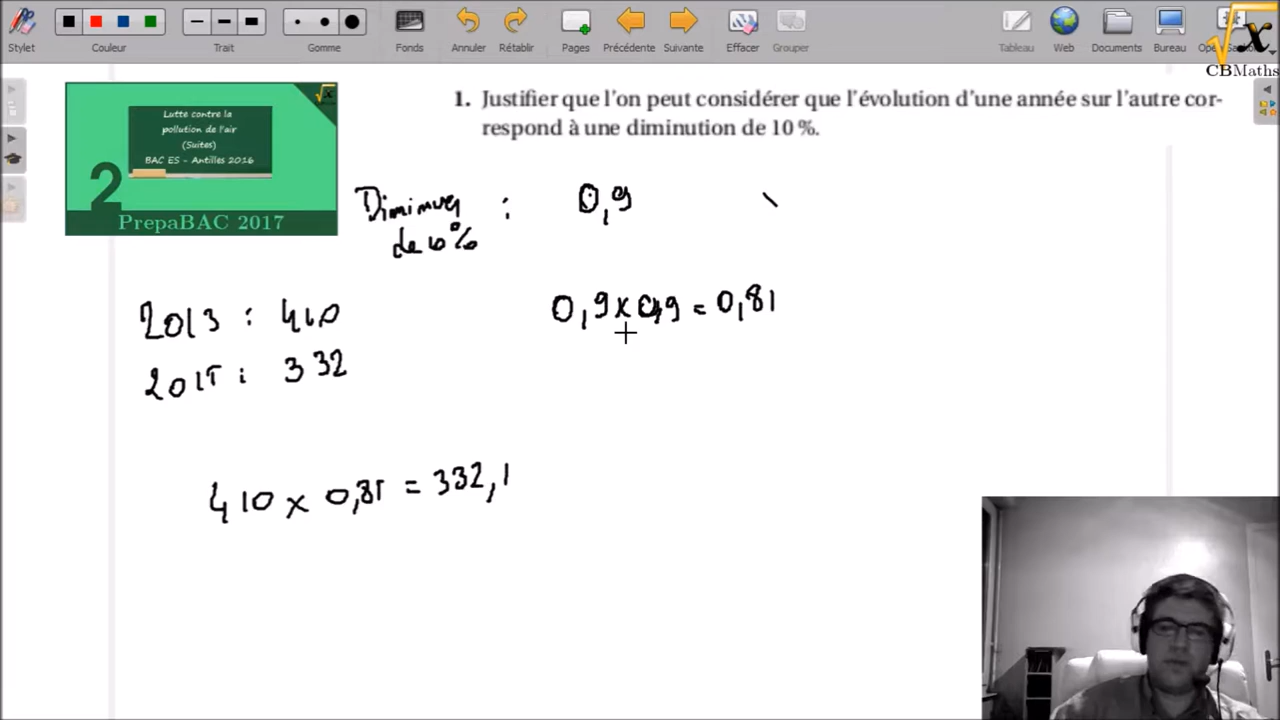 Stylet
Couleur
Trait
Gomme
Fonds
Annuler
Rétablir
Pages
Précédente
Suivante
Effacer
Grouper
Tableau
Web
Documents
Bureau
CBMaths
Lutte contre la
pollution de l'air
(Suites)
BAC ES - Antilles 2016
2
PrepaBAC 2017
1. Justifier que l'on peut considérer que l'évolution d'une année sur l'autre cor-
respond à une diminution de 10 %.
Diminuer : 0,9
de 10%
2013 : 410
2015 : 332
0,9 x 0,9 = 0,81
410 x 0,81 = 332,1